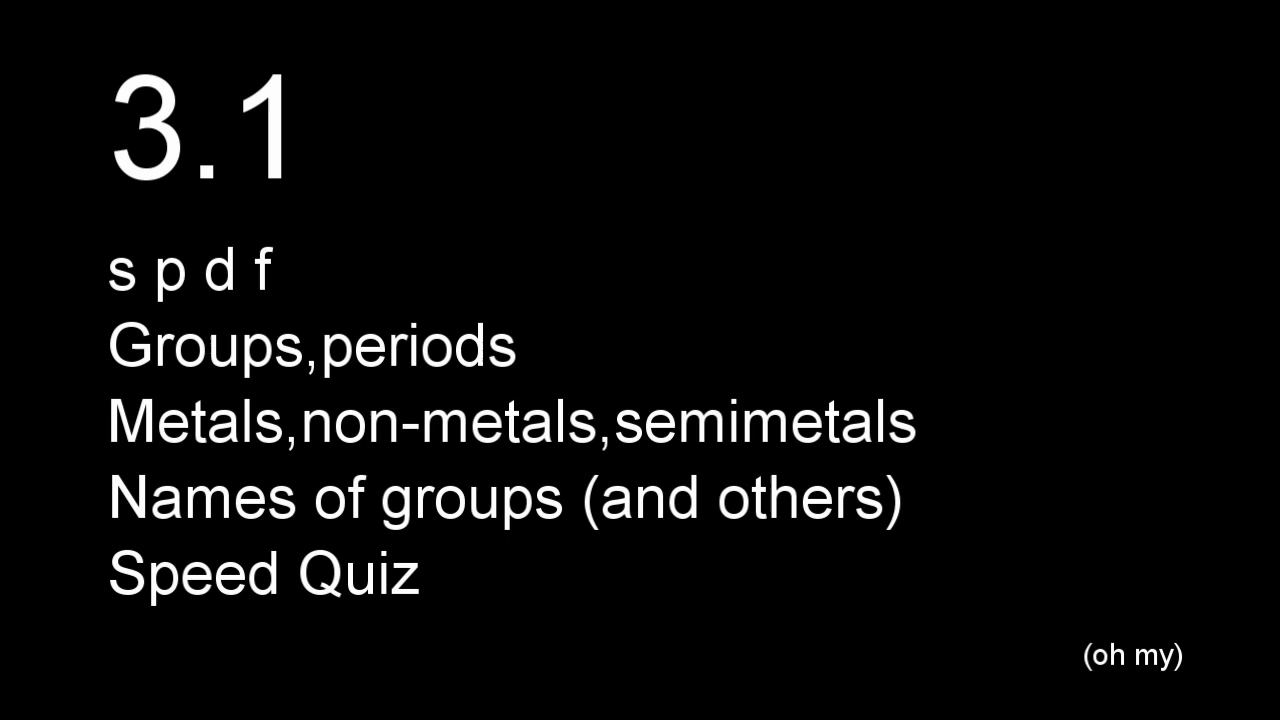 3.1
s p d f
Groups,periods
Metals,non-metals,semimetals
Names of groups (and others)
Speed Quiz
(oh my)